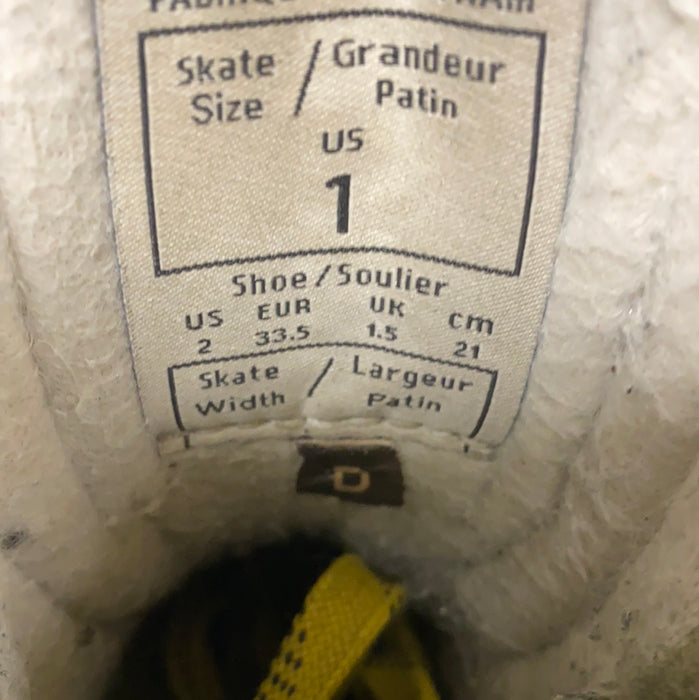 Skate / Grandeur
Size Patin
US
1
Shoe / Soulier
US EUR UK cm
2 33.5 1.5 21
Skate / Largeur
Width Patin
D